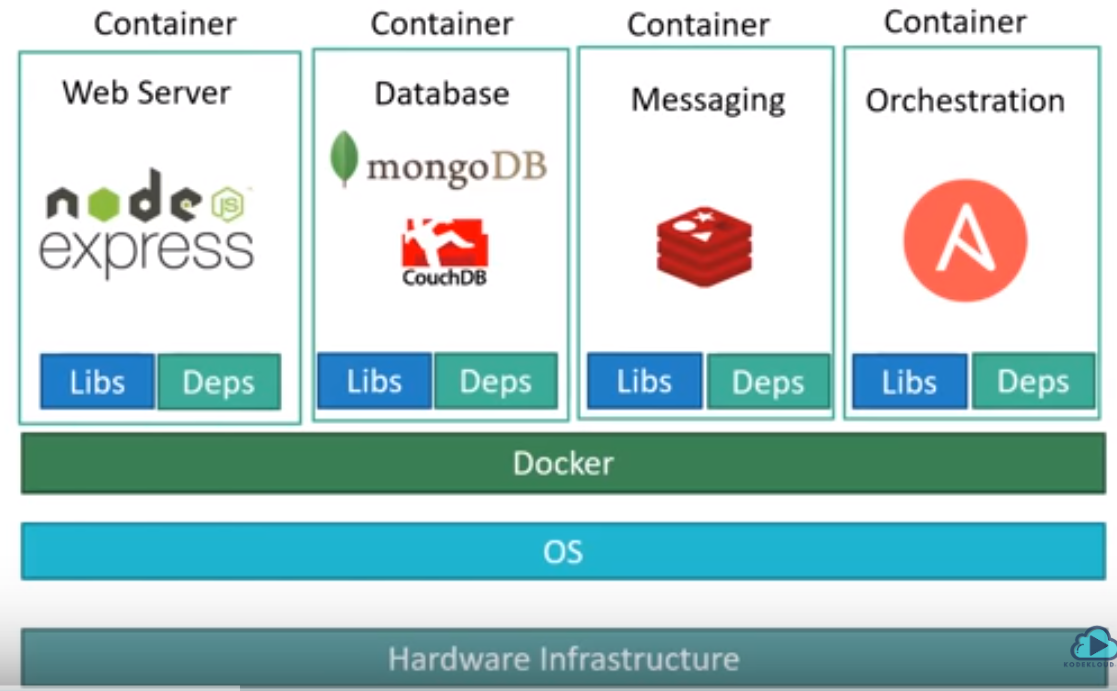 Container
Container
Container
Container
Web Server
Database
Messaging
Orchestration
node JS
express
mongoDB
CouchDB
Libs
Deps
Libs
Deps
Libs
Deps
Libs
Deps
Docker
OS
Hardware Infrastructure
KODEKLOUD